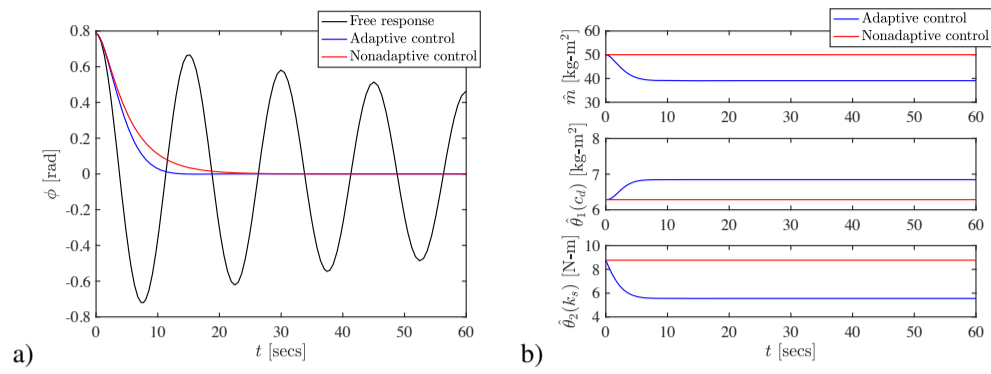 Free response
Adaptive control
Nonadaptive control
0.8
0.6
0.4
0.2
0
-0.2
-0.4
-0.6
-0.8
ϕ [rad]
0 10 20 30 40 50 60
t [secs]
a)
Adaptive control
Nonadaptive control
60
50
40
30
m̂ [kg-m²]
0 10 20 30 40 50 60
8
7
6
θ̂₁(c_d) [kg-m²]
0 10 20 30 40 50 60
10
8
6
4
θ̂₂(kₛ) [N-m]
0 10 20 30 40 50 60
t [secs]
b)